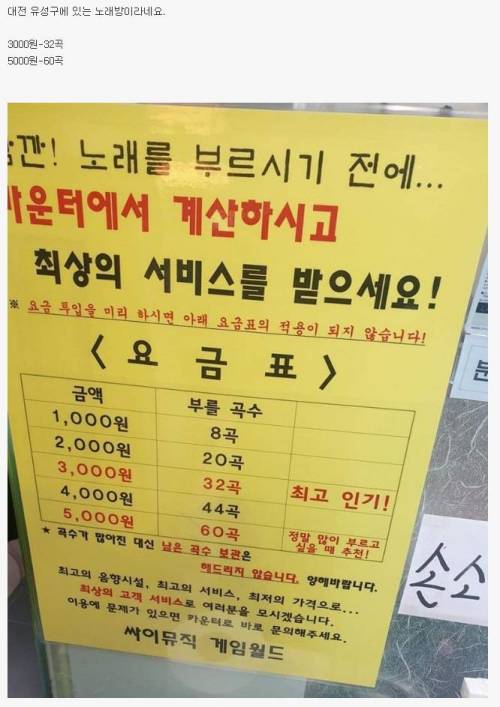 대전 유성구에 있는 노래방이라네요.
3000원-32곡
5000원-60곡
잠깐! 노래를 부르시기 전에...
카운터에서 계산하시고
최상의 서비스를 받으세요!
※ 요금 투입을 미리 하시면 아래 요금표의 적용이 되지 않습니다!
〈 요 금 표 〉
금액 부를 곡수
1,000원 8곡
2,000원 20곡
3,000원 32곡 최고 인기!
4,000원 44곡
5,000원 60곡 정말 많이 부르고
싶을 때 추천!
★ 곡수가 많아진 대신 남은 곡수 보관은
해드리지 않습니다. 양해바랍니다.
최고의 음향시설, 최고의 서비스, 최저의 가격으로...
최상의 고객 서비스로 여러분을 모시겠습니다.
이용에 문제가 있으면 카운터로 바로 문의해주세요.
싸이뮤직 게임월드
손소